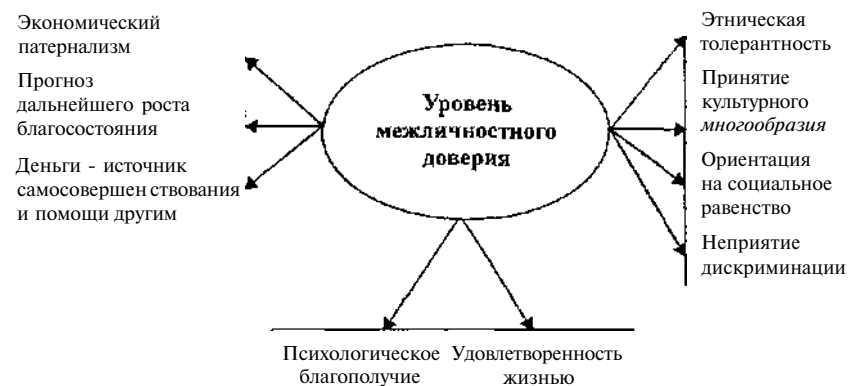 Экономический
патернализм
Прогноз
дальнейшего роста
благосостояния
Деньги - источник
самосовершен ствования
и помощи другим
Уровень
межличностного
доверия
Этническая
толерантность
Принятие
культурного
многообразия
Ориентация
на социальное
равенство
Неприятие
дискриминации
Психологическое
благополучие
Удовлетворенность
жизнью